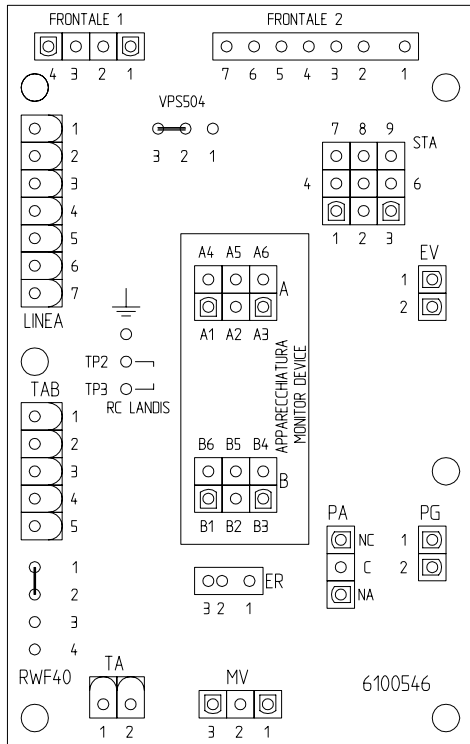 FRONTALE 1 FRONTALE 2
4 3 2 1 7 6 5 4 3 2 1
VPS504
3 2 1
1
2
3
4
5
6
7
LINEA
7 8 9 STA
4 6
1 2 3
EV
1
2
A4 A5 A6
A
A1 A2 A3
APPARECCHIATURA
MONITOR DEVICE
B6 B5 B4
B
B1 B2 B3
TP2
TP3
RC LANDIS
TAB
1
2
3
4
5
PA
NC
C
NA
PG
1
2
ER
3 2 1
1
2
3
4
RWF40
TA
1 2
MV
3 2 1
6100546